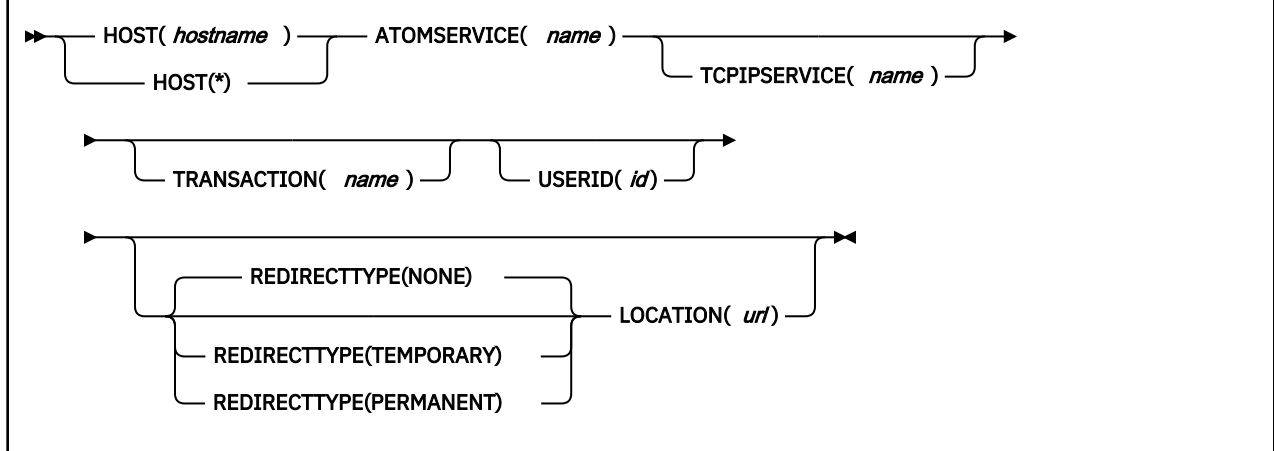 HOST( hostname ) ATOMSERVICE( name )
HOST(*)
TCPIPSERVICE( name )
TRANSACTION( name ) USERID( id)
REDIRECTTYPE(NONE)
LOCATION( url )
REDIRECTTYPE(TEMPORARY)
REDIRECTTYPE(PERMANENT)